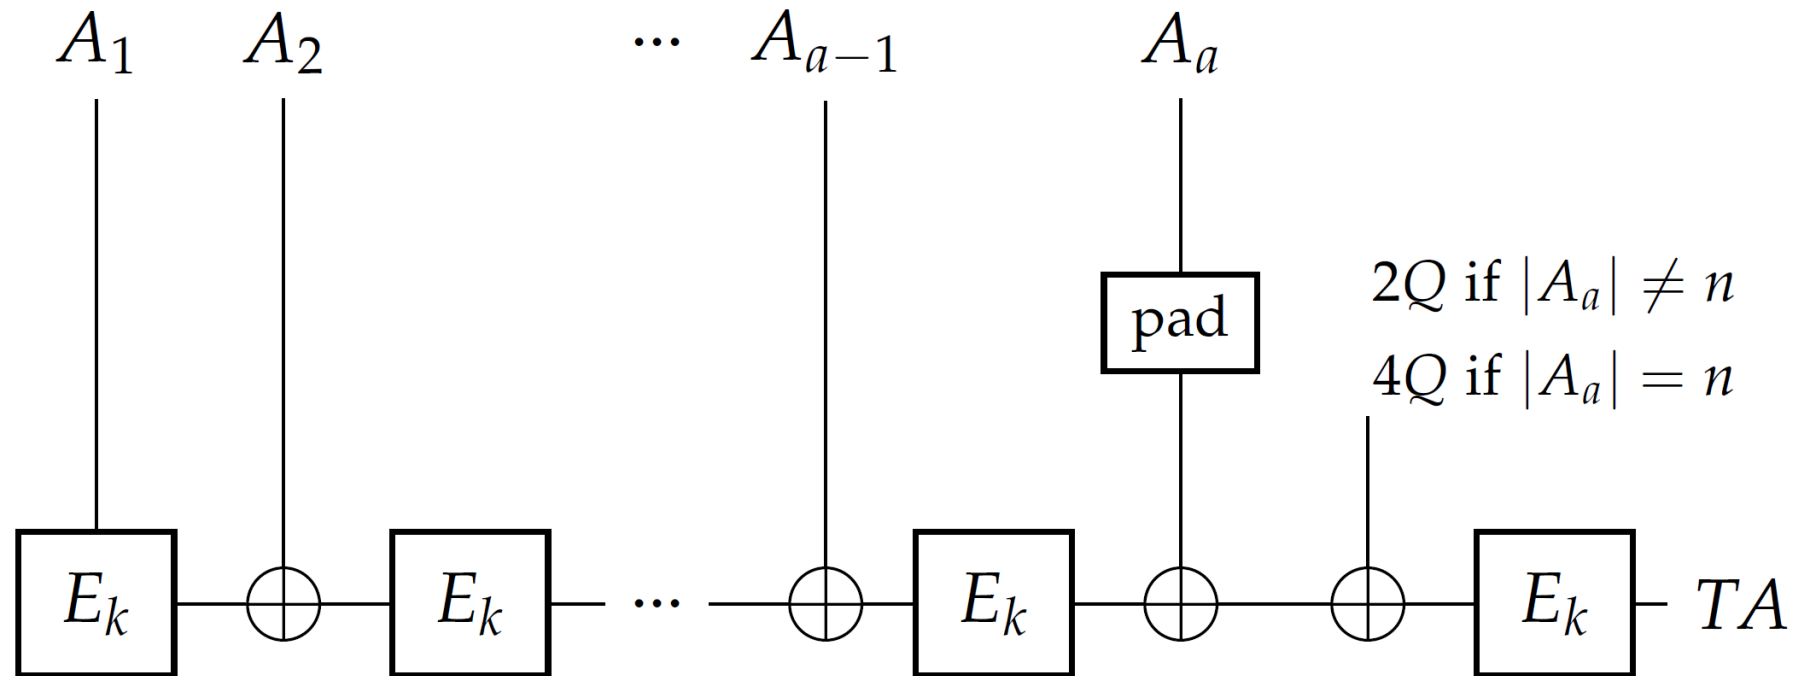 A₁ A₂ ··· Aₐ₋₁ Aₐ
2Q if |Aₐ| ≠ n
pad
4Q if |Aₐ| = n
Eₖ Eₖ ··· Eₖ Eₖ TA